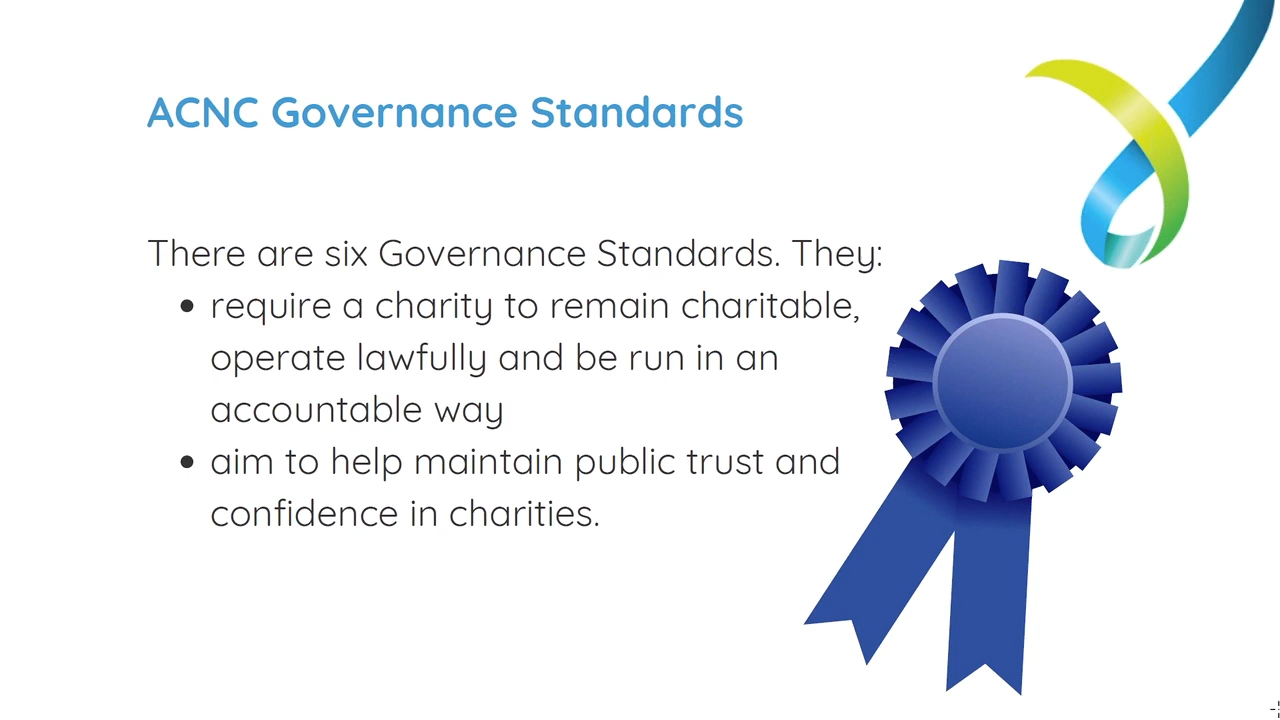 ACNC Governance Standards
There are six Governance Standards. They:
• require a charity to remain charitable,
operate lawfully and be run in an
accountable way
• aim to help maintain public trust and
confidence in charities.